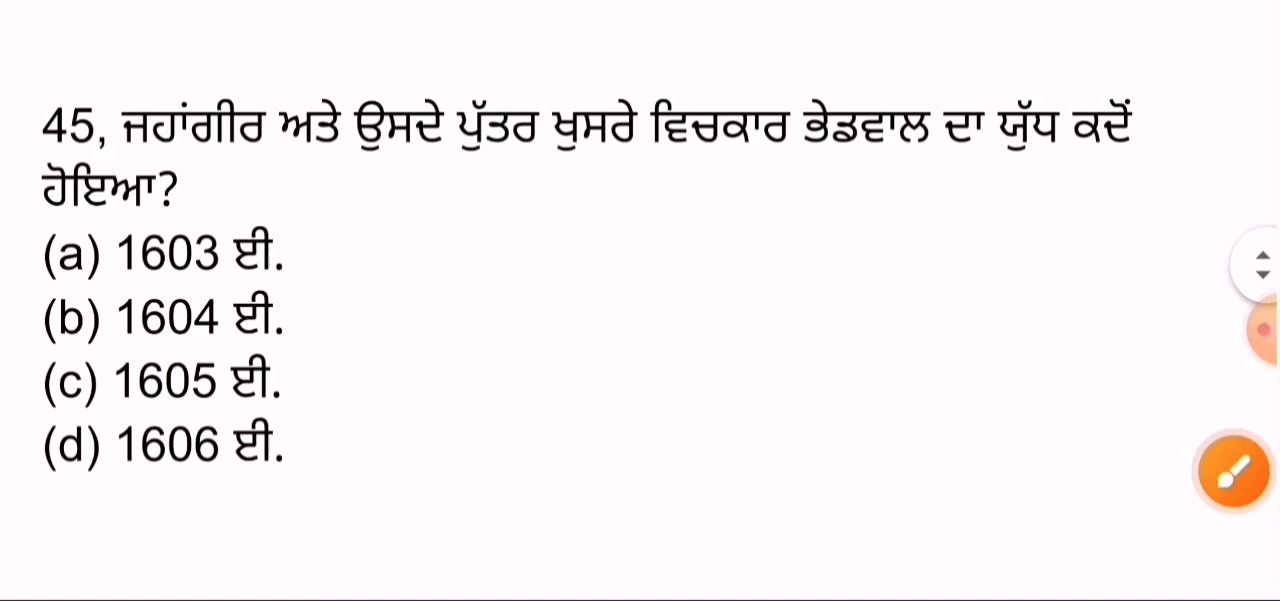 45, ਜਹਾਂਗੀਰ ਅਤੇ ਉਸਦੇ ਪੁੱਤਰ ਖੁਸਰੇ ਵਿਚਕਾਰ ਭੇਡਵਾਲ ਦਾ ਯੁੱਧ ਕਦੋਂ
ਹੋਇਆ?
(a) 1603 ਈ.
(b) 1604 ਈ.
(c) 1605 ਈ.
(d) 1606 ਈ.